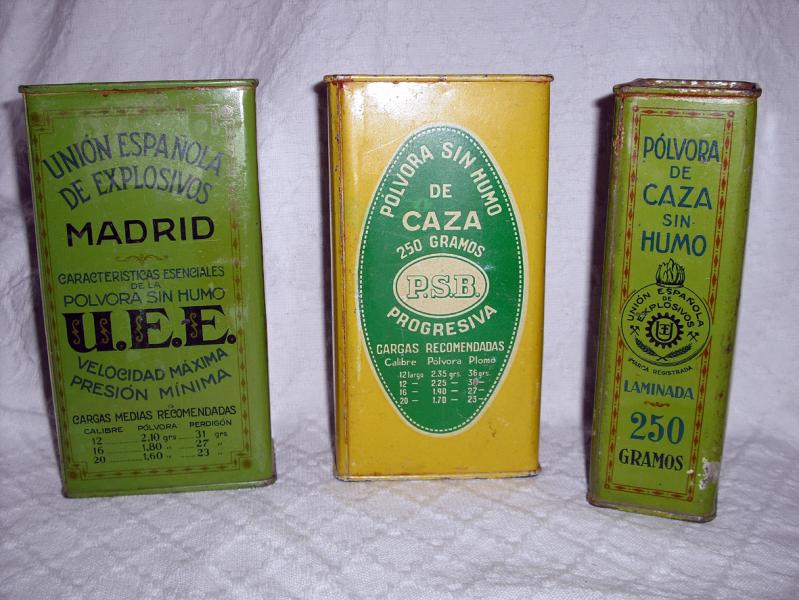 UNIÓN ESPAÑOLA
DE EXPLOSIVOS
MADRID
CARACTERISTICAS ESENCIALES
DE LA
POLVORA SIN HUMO
U.E.E.
VELOCIDAD MÁXIMA
PRESIÓN MÍNIMA
CARGAS MEDIAS RECOMENDADAS
CALIBRE PÓLVORA PERDIGÓN
12 2,10 grs 31 grs.
16 1,80 " 27 "
20 1,60 " 23 "
PÓLVORA SIN HUMO
DE
CAZA
250 GRAMOS
P.S.B.
PROGRESIVA
CARGAS RECOMENDADAS
Calibre Pólvora Plomo
12 largo 2.35 grs. 36 grs.
12 — 2.25 —
16 — 1,90 — 27 —
20 — 1.70 — 23 —
PÓLVORA
DE
CAZA
SIN
HUMO
UNIÓN ESPAÑOLA
DE EXPLOSIVOS
MARCA REGISTRADA
LAMINADA
250
GRAMOS